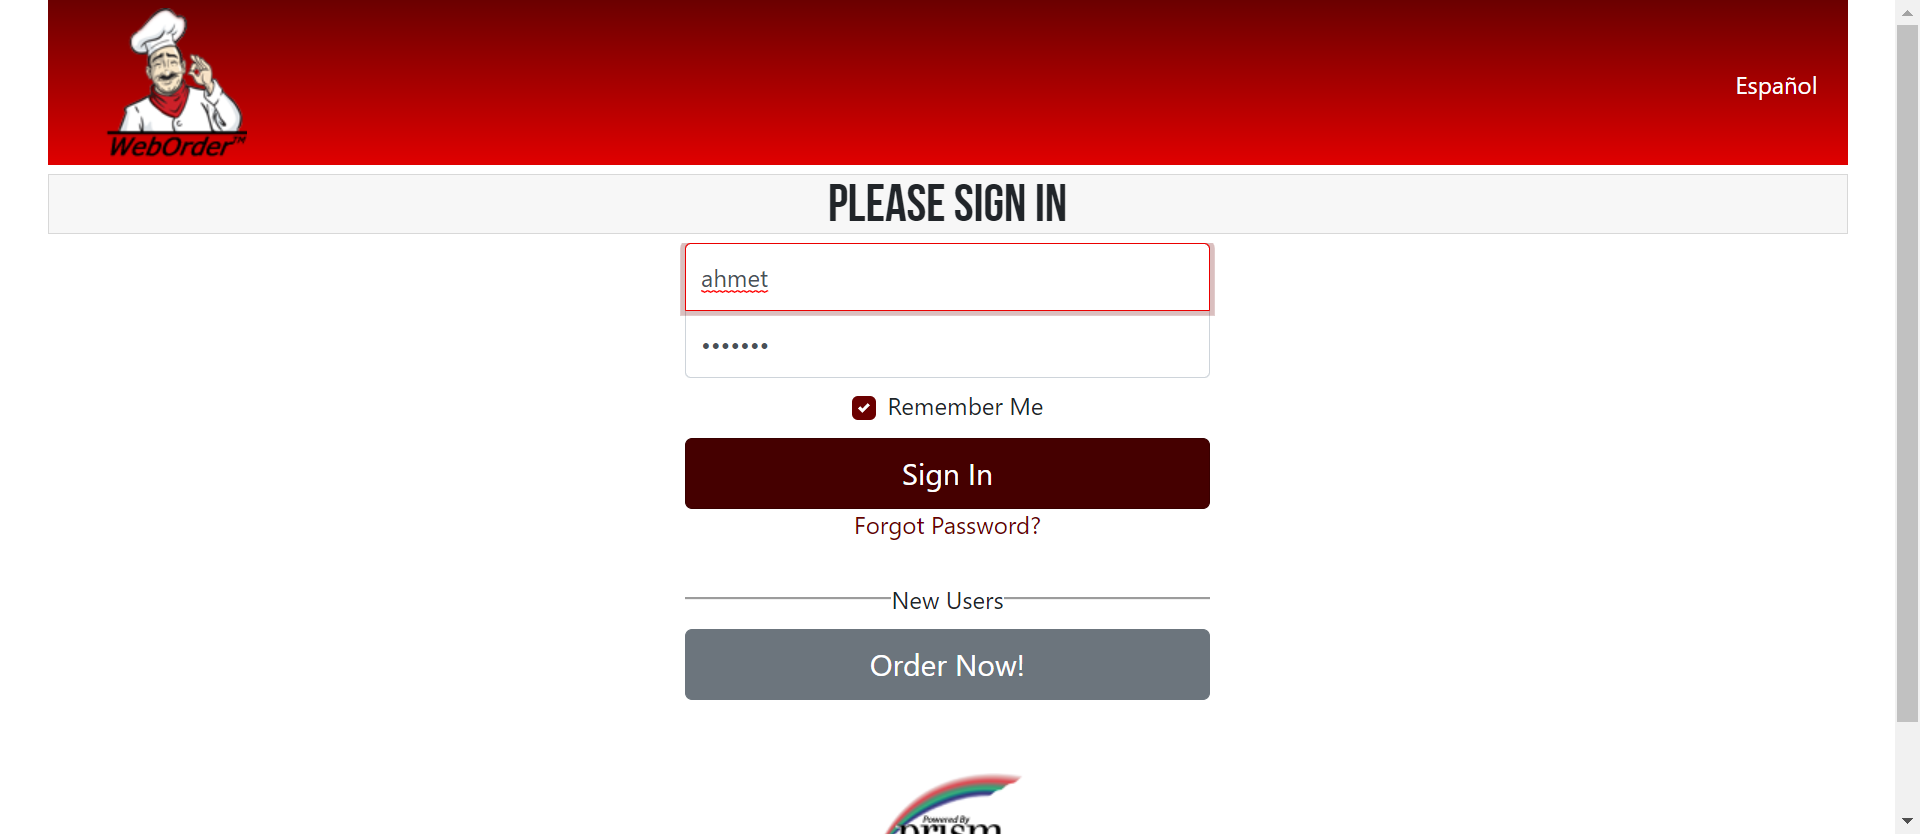 WebOrder™
Español
PLEASE SIGN IN
ahmet
•••••••
Remember Me
Sign In
Forgot Password?
New Users
Order Now!
Powered By
prism